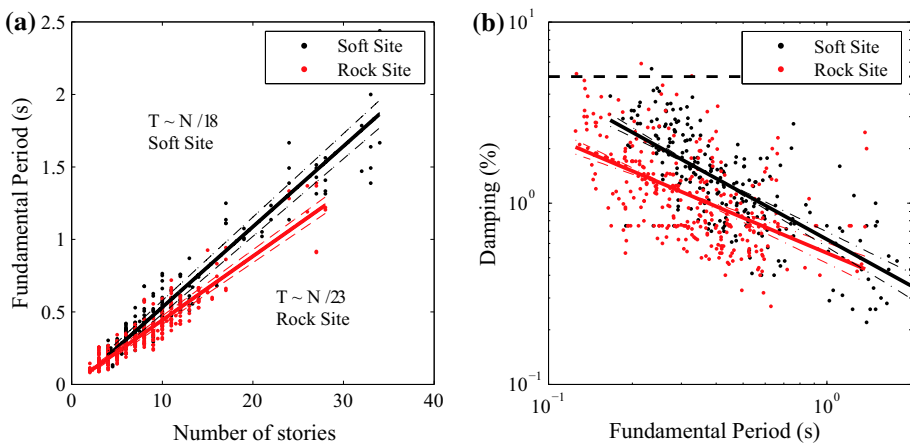 (a)
2.5
2
1.5
1
0.5
0
Fundamental Period (s)
Soft Site
Rock Site
T ~ N /18
Soft Site
T ~ N /23
Rock Site
0 10 20 30 40
Number of stories
(b)
10^1
10^0
10^-1
Damping (%)
Soft Site
Rock Site
10^-1 10^0
Fundamental Period (s)